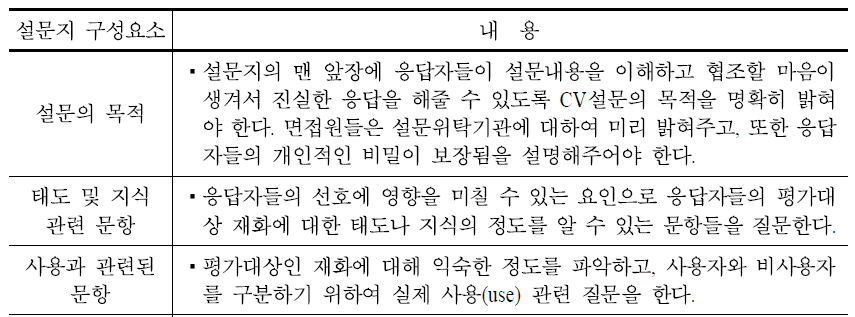 설문지 구성요소
내 용
설문의 목적
▪설문지의 맨 앞장에 응답자들이 설문내용을 이해하고 협조할 마음이
생겨서 진실한 응답을 해줄 수 있도록 CV설문의 목적을 명확히 밝혀
야 한다. 면접원들은 설문위탁기관에 대하여 미리 밝혀주고, 또한 응답
자들의 개인적인 비밀이 보장됨을 설명해주어야 한다.
태도 및 지식
관련 문항
▪응답자들의 선호에 영향을 미칠 수 있는 요인으로 응답자들의 평가대
상 재화에 대한 태도나 지식의 정도를 알 수 있는 문항들을 질문한다.
사용과 관련된
문항
▪평가대상인 재화에 대해 익숙한 정도를 파악하고, 사용자와 비사용자
를 구분하기 위하여 실제 사용(use) 관련 질문을 한다.